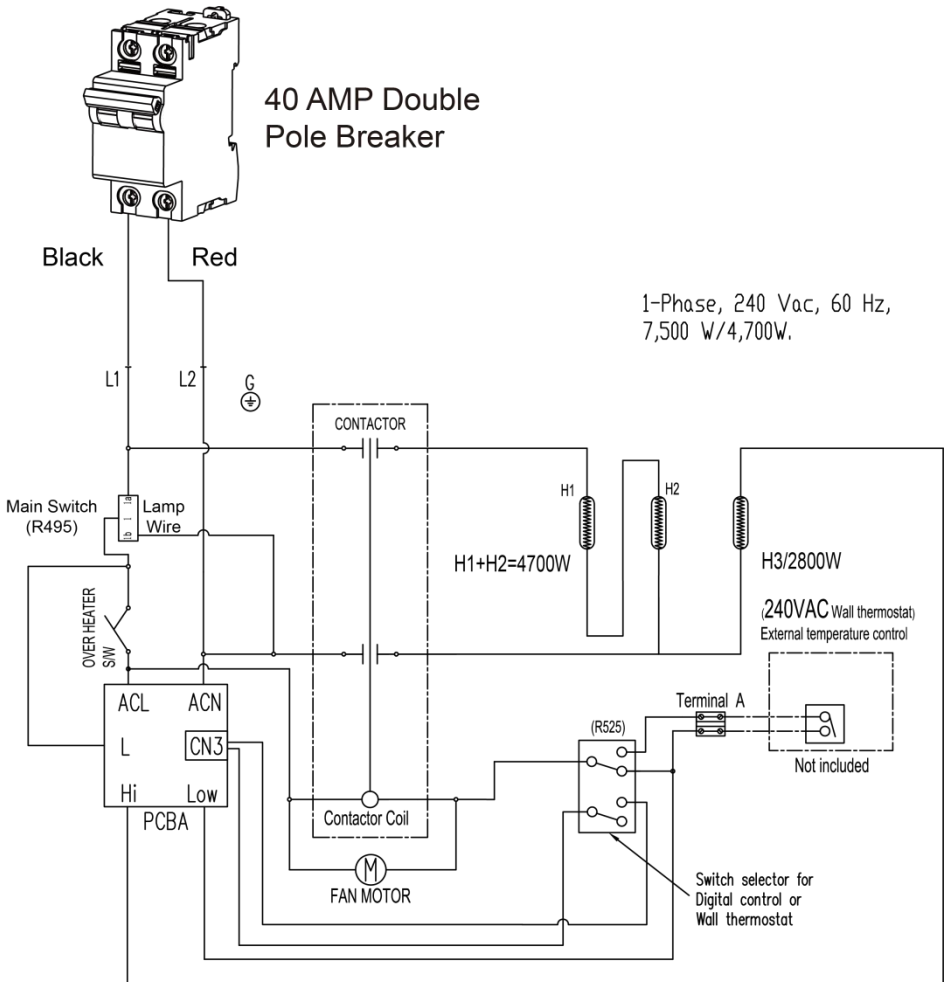 40 AMP Double
Pole Breaker
Black
Red
1-Phase, 240 Vac, 60 Hz,
7,500 W/4,700W.
L1
L2
G
CONTACTOR
Main Switch
(R495)
1a
1
1b
Lamp
Wire
H1
H2
H1+H2=4700W
H3/2800W
OVER HEATER
S/W
(240VAC Wall thermostat)
External temperature control
ACL
ACN
L
CN3
Hi
Low
PCBA
Contactor Coil
M
FAN MOTOR
(R525)
Terminal A
Not included
Switch selector for
Digital control or
Wall thermostat